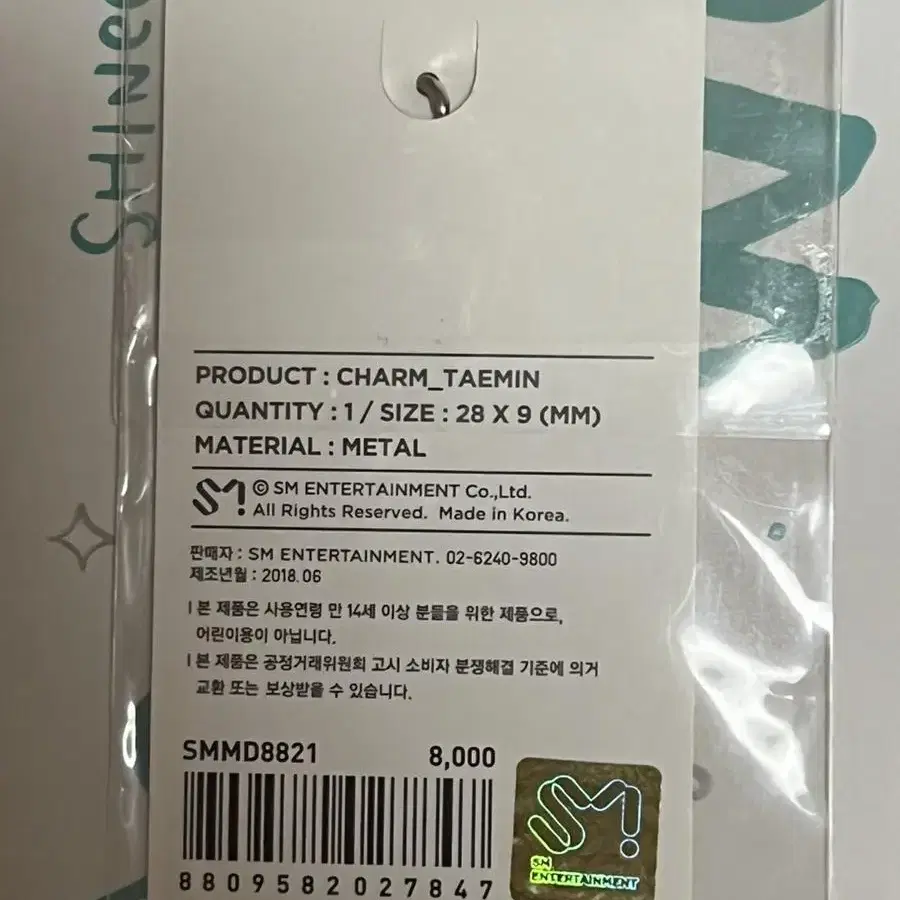 SHINee
PRODUCT : CHARM_TAEMIN
QUANTITY : 1 / SIZE : 28 X 9 (MM)
MATERIAL : METAL
SM! © SM ENTERTAINMENT Co.,Ltd.
All Rights Reserved. Made in Korea.
판매자 : SM ENTERTAINMENT. 02-6240-9800
제조년월 : 2018.06
l 본 제품은 사용연령 만 14세 이상 분들을 위한 제품으로,
어린이용이 아닙니다.
l 본 제품은 공정거래위원회 고시 소비자 분쟁해결 기준에 의거
교환 또는 보상받을 수 있습니다.
SMMD8821 8,000
8809582027847
SM!
SM
ENTERTAINMENT